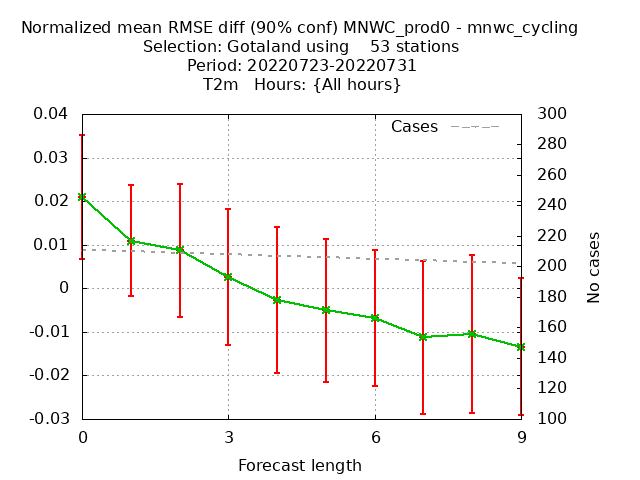 Normalized mean RMSE diff (90% conf) MNWC_prod0 - mnwc_cycling
Selection: Gotaland using    53 stations
Period: 20220723-20220731
T2m   Hours: {All hours}
Cases
0.04
0.03
0.02
0.01
0
-0.01
-0.02
-0.03
300
280
260
240
220
200
180
160
140
120
100
No cases
0 3 6 9
Forecast length